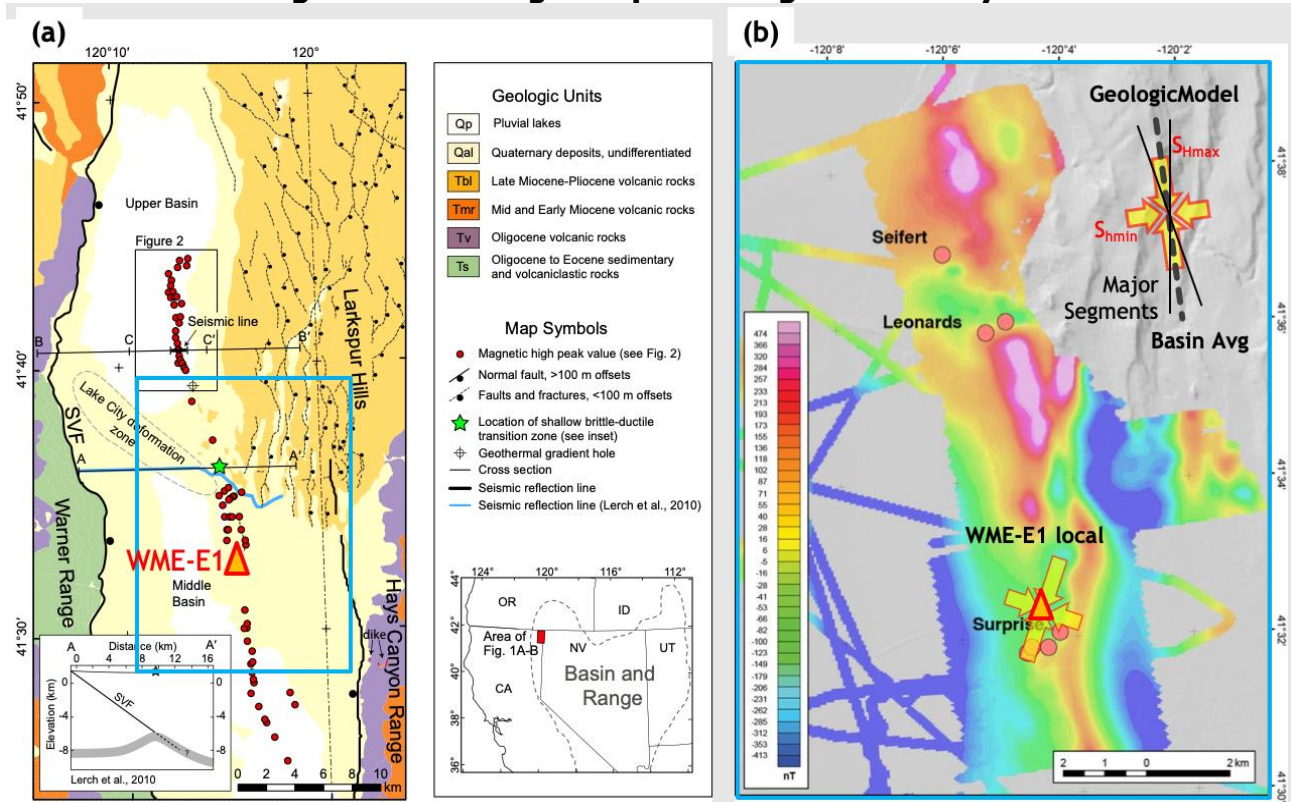 (a)
120°10'
120°
41°50'
41°40'
41°30'
Upper Basin
Figure 2
Seismic line
B
C
C'
B'
Lake City deformation
zone
SVF
A
A'
Larkspur Hills
Warner Range
WME-E1
Middle
Basin
dike
Hays Canyon Range
A
Distance (km)
A'
0
4
8
12
16
Elevation (km)
0
-4
-8
0
-4
-8
SVF
?
Lerch et al., 2010
0
2
4
6
8
10
km
Geologic Units
Qp
Pluvial lakes
Qal
Quaternary deposits, undifferentiated
Tbl
Late Miocene-Pliocene volcanic rocks
Tmr
Mid and Early Miocene volcanic rocks
Tv
Oligocene volcanic rocks
Ts
Oligocene to Eocene sedimentary
and volcaniclastic rocks
Map Symbols
Magnetic high peak value (see Fig. 2)
Normal fault, >100 m offsets
Faults and fractures, <100 m offsets
Location of shallow brittle-ductile
transition zone (see inset)
Geothermal gradient hole
Cross section
Seismic reflection line
Seismic reflection line (Lerch et al., 2010)
124°
120°
116°
112°
44°
42°
40°
38°
36°
OR
ID
Area of
Fig. 1A-B
NV
UT
CA
Basin and
Range
(b)
-120°8'
-120°6'
-120°4'
-120°2'
41°38'
41°36'
41°34'
41°32'
41°30'
GeologicModel
SHmax
Shmin
Major
Segments
Basin Avg
Seifert
Leonards
WME-E1 local
Surprise
474
366
320
284
257
233
213
173
155
136
118
102
87
71
55
40
28
16
6
-5
-16
-28
-41
-53
-66
-82
-100
-123
-149
-179
-206
-231
-262
-285
-312
-353
-413
nT
2
1
0
2 km